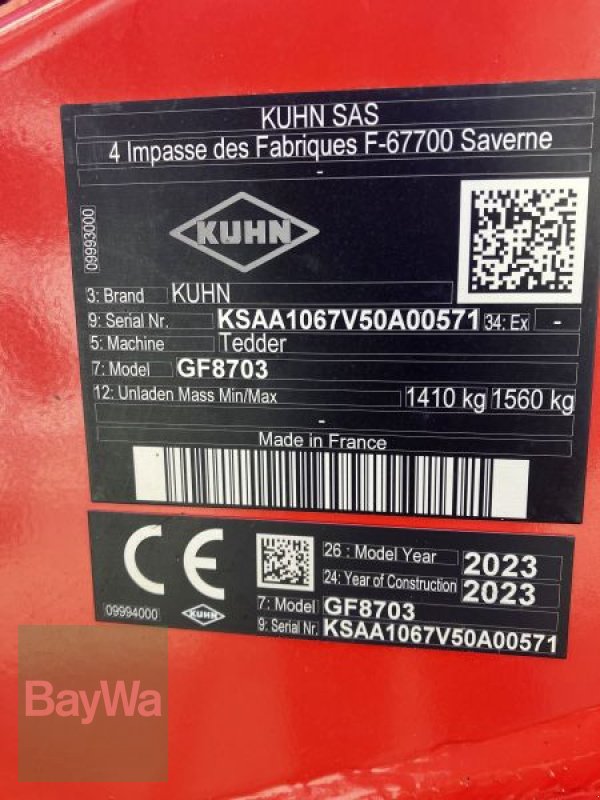 KUHN SAS
4 Impasse des Fabriques F-67700 Saverne
-
09993000
KUHN
3: Brand KUHN
9: Serial Nr. KSAA1067V50A00571 34: Ex -
5: Machine Tedder
7: Model GF8703
12: Unladen Mass Min/Max 1410 kg 1560 kg
-
Made in France
CE
26 : Model Year 2023
24: Year of Construction 2023
7: Model GF8703
9: Serial Nr. KSAA1067V50A00571
09994000 KUHN
BayWa